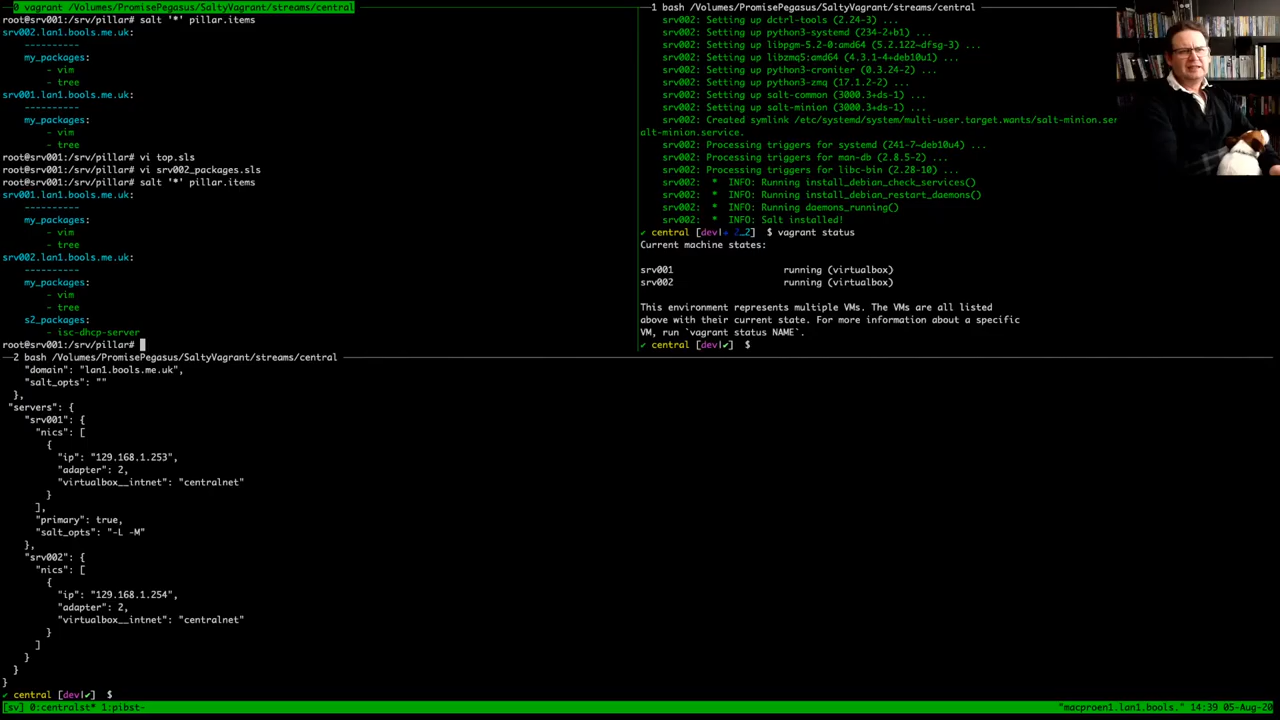 0 vagrant /Volumes/PromisePegasus/SaltyVagrant/streams/central
root@srv001:/srv/pillar# salt '*' pillar.items
srv002.lan1.bools.me.uk:
----------
my_packages:
- vim
- tree
srv001.lan1.bools.me.uk:
----------
my_packages:
- vim
- tree
root@srv001:/srv/pillar# vi top.sls
root@srv001:/srv/pillar# vi srv002_packages.sls
root@srv001:/srv/pillar# salt '*' pillar.items
srv001.lan1.bools.me.uk:
----------
my_packages:
- vim
- tree
srv002.lan1.bools.me.uk:
----------
my_packages:
- vim
- tree
s2_packages:
- isc-dhcp-server
root@srv001:/srv/pillar#
1 bash /Volumes/PromisePegasus/SaltyVagrant/streams/central
srv002: Setting up dctrl-tools (2.24-3) ...
srv002: Setting up python3-systemd (234-2+b1) ...
srv002: Setting up libpgm-5.2-0:amd64 (5.2.122~dfsg-3) ...
srv002: Setting up libzmq5:amd64 (4.3.1-4+deb10u1) ...
srv002: Setting up python3-croniter (0.3.24-2) ...
srv002: Setting up python3-zmq (17.1.2-2) ...
srv002: Setting up salt-common (3000.3+ds-1) ...
srv002: Setting up salt-minion (3000.3+ds-1) ...
srv002: Created symlink /etc/systemd/system/multi-user.target.wants/salt-minion.ser
alt-minion.service.
srv002: Processing triggers for systemd (241-7~deb10u4) ...
srv002: Processing triggers for man-db (2.8.5-2) ...
srv002: Processing triggers for libc-bin (2.28-10) ...
srv002: * INFO: Running install_debian_check_services()
srv002: * INFO: Running install_debian_restart_daemons()
srv002: * INFO: Running daemons_running()
srv002: * INFO: Salt installed!
✔ central [dev|+ 2…2] $ vagrant status
Current machine states:
srv001 running (virtualbox)
srv002 running (virtualbox)
This environment represents multiple VMs. The VMs are all listed
above with their current state. For more information about a specific
VM, run `vagrant status NAME`.
✔ central [dev|✔] $
2 bash /Volumes/PromisePegasus/SaltyVagrant/streams/central
"domain": "lan1.bools.me.uk",
"salt_opts": ""
},
"servers": {
"srv001": {
"nics": [
{
"ip": "129.168.1.253",
"adapter": 2,
"virtualbox__intnet": "centralnet"
}
],
"primary": true,
"salt_opts": "-L -M"
},
"srv002": {
"nics": [
{
"ip": "129.168.1.254",
"adapter": 2,
"virtualbox__intnet": "centralnet"
}
]
}
}
}
✔ central [dev|✔] $
[sv] 0:centralst* 1:pibst- "macproen1.lan1.bools." 14:39 05-Aug-20